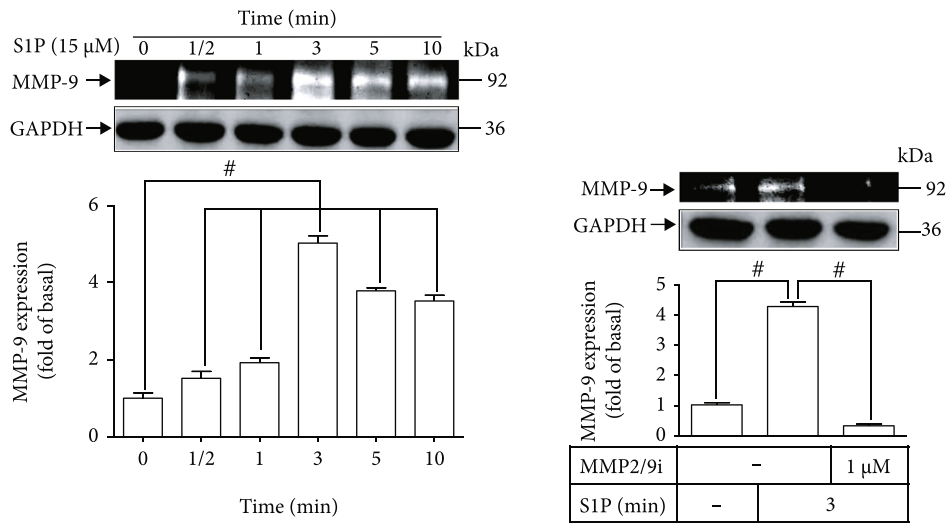 Time (min)
S1P (15 μM) 0 1/2 1 3 5 10 kDa
MMP-9 92
GAPDH 36
#
6
4
2
0
MMP-9 expression
(fold of basal)
0 1/2 1 3 5 10
Time (min)
kDa
MMP-9 92
GAPDH 36
# #
5
4
3
2
1
0
MMP-9 expression
(fold of basal)
MMP2/9i – 1 μM
S1P (min) – 3